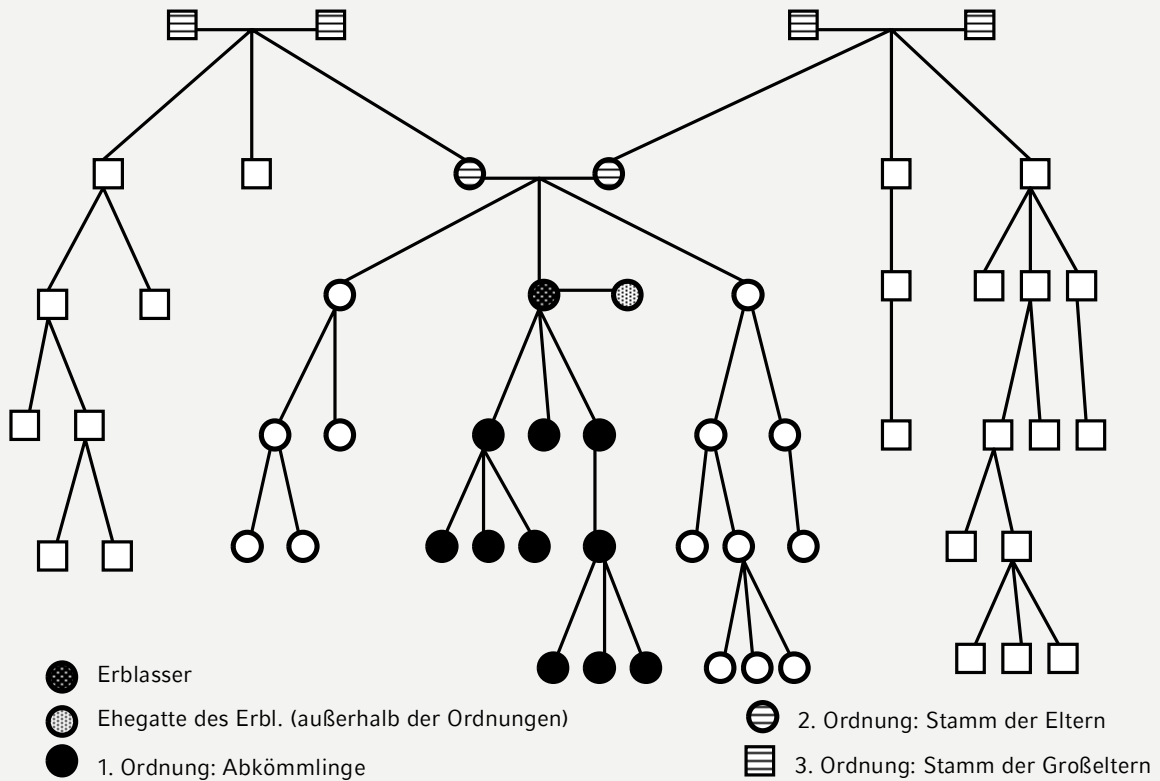 Erblasser
Ehegatte des Erbl. (außerhalb der Ordnungen)
1. Ordnung: Abkömmlinge
2. Ordnung: Stamm der Eltern
3. Ordnung: Stamm der Großeltern